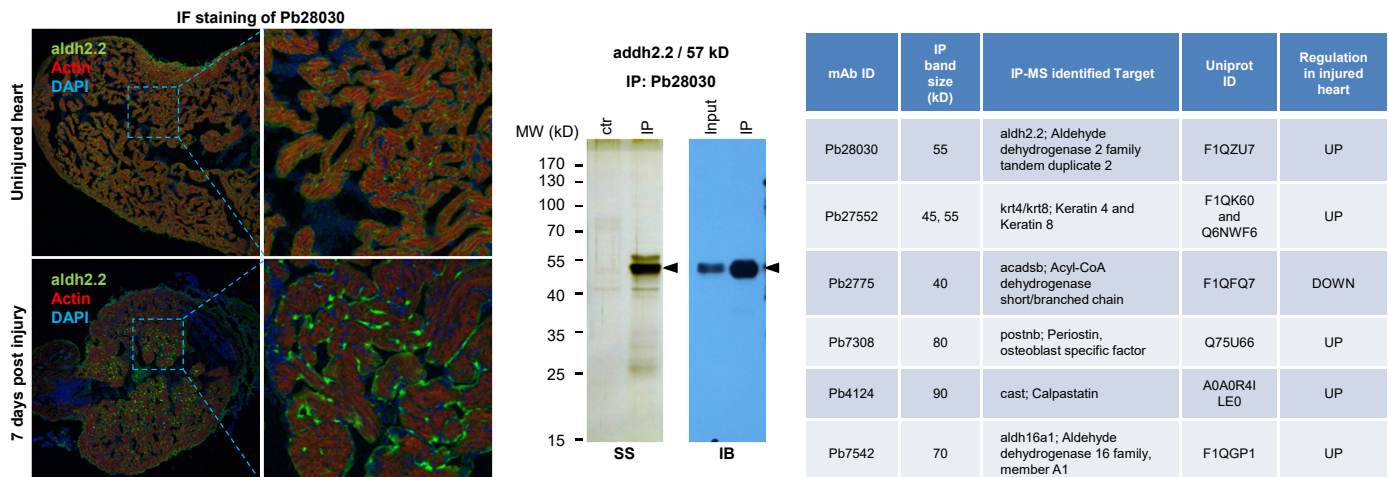 IF staining of Pb28030
Uninjured heart
aldh2.2
Actin
DAPI
7 days post injury
aldh2.2
Actin
DAPI
addh2.2 / 57 kD
IP: Pb28030
MW (kD)
ctr
IP
Input
IP
170
130
100
70
55
40
35
25
15
SS
IB
mAb ID
IP
band
size
(kD)
IP-MS identified Target
Uniprot
ID
Regulation
in injured
heart
Pb28030
55
aldh2.2; Aldehyde
dehydrogenase 2 family
tandem duplicate 2
F1QZU7
UP
Pb27552
45, 55
krt4/krt8; Keratin 4 and
Keratin 8
F1QK60
and
Q6NWF6
UP
Pb2775
40
acadsb; Acyl-CoA
dehydrogenase
short/branched chain
F1QFQ7
DOWN
Pb7308
80
postnb; Periostin,
osteoblast specific factor
Q75U66
UP
Pb4124
90
cast; Calpastatin
A0A0R4I
LE0
UP
Pb7542
70
aldh16a1; Aldehyde
dehydrogenase 16 family,
member A1
F1QGP1
UP